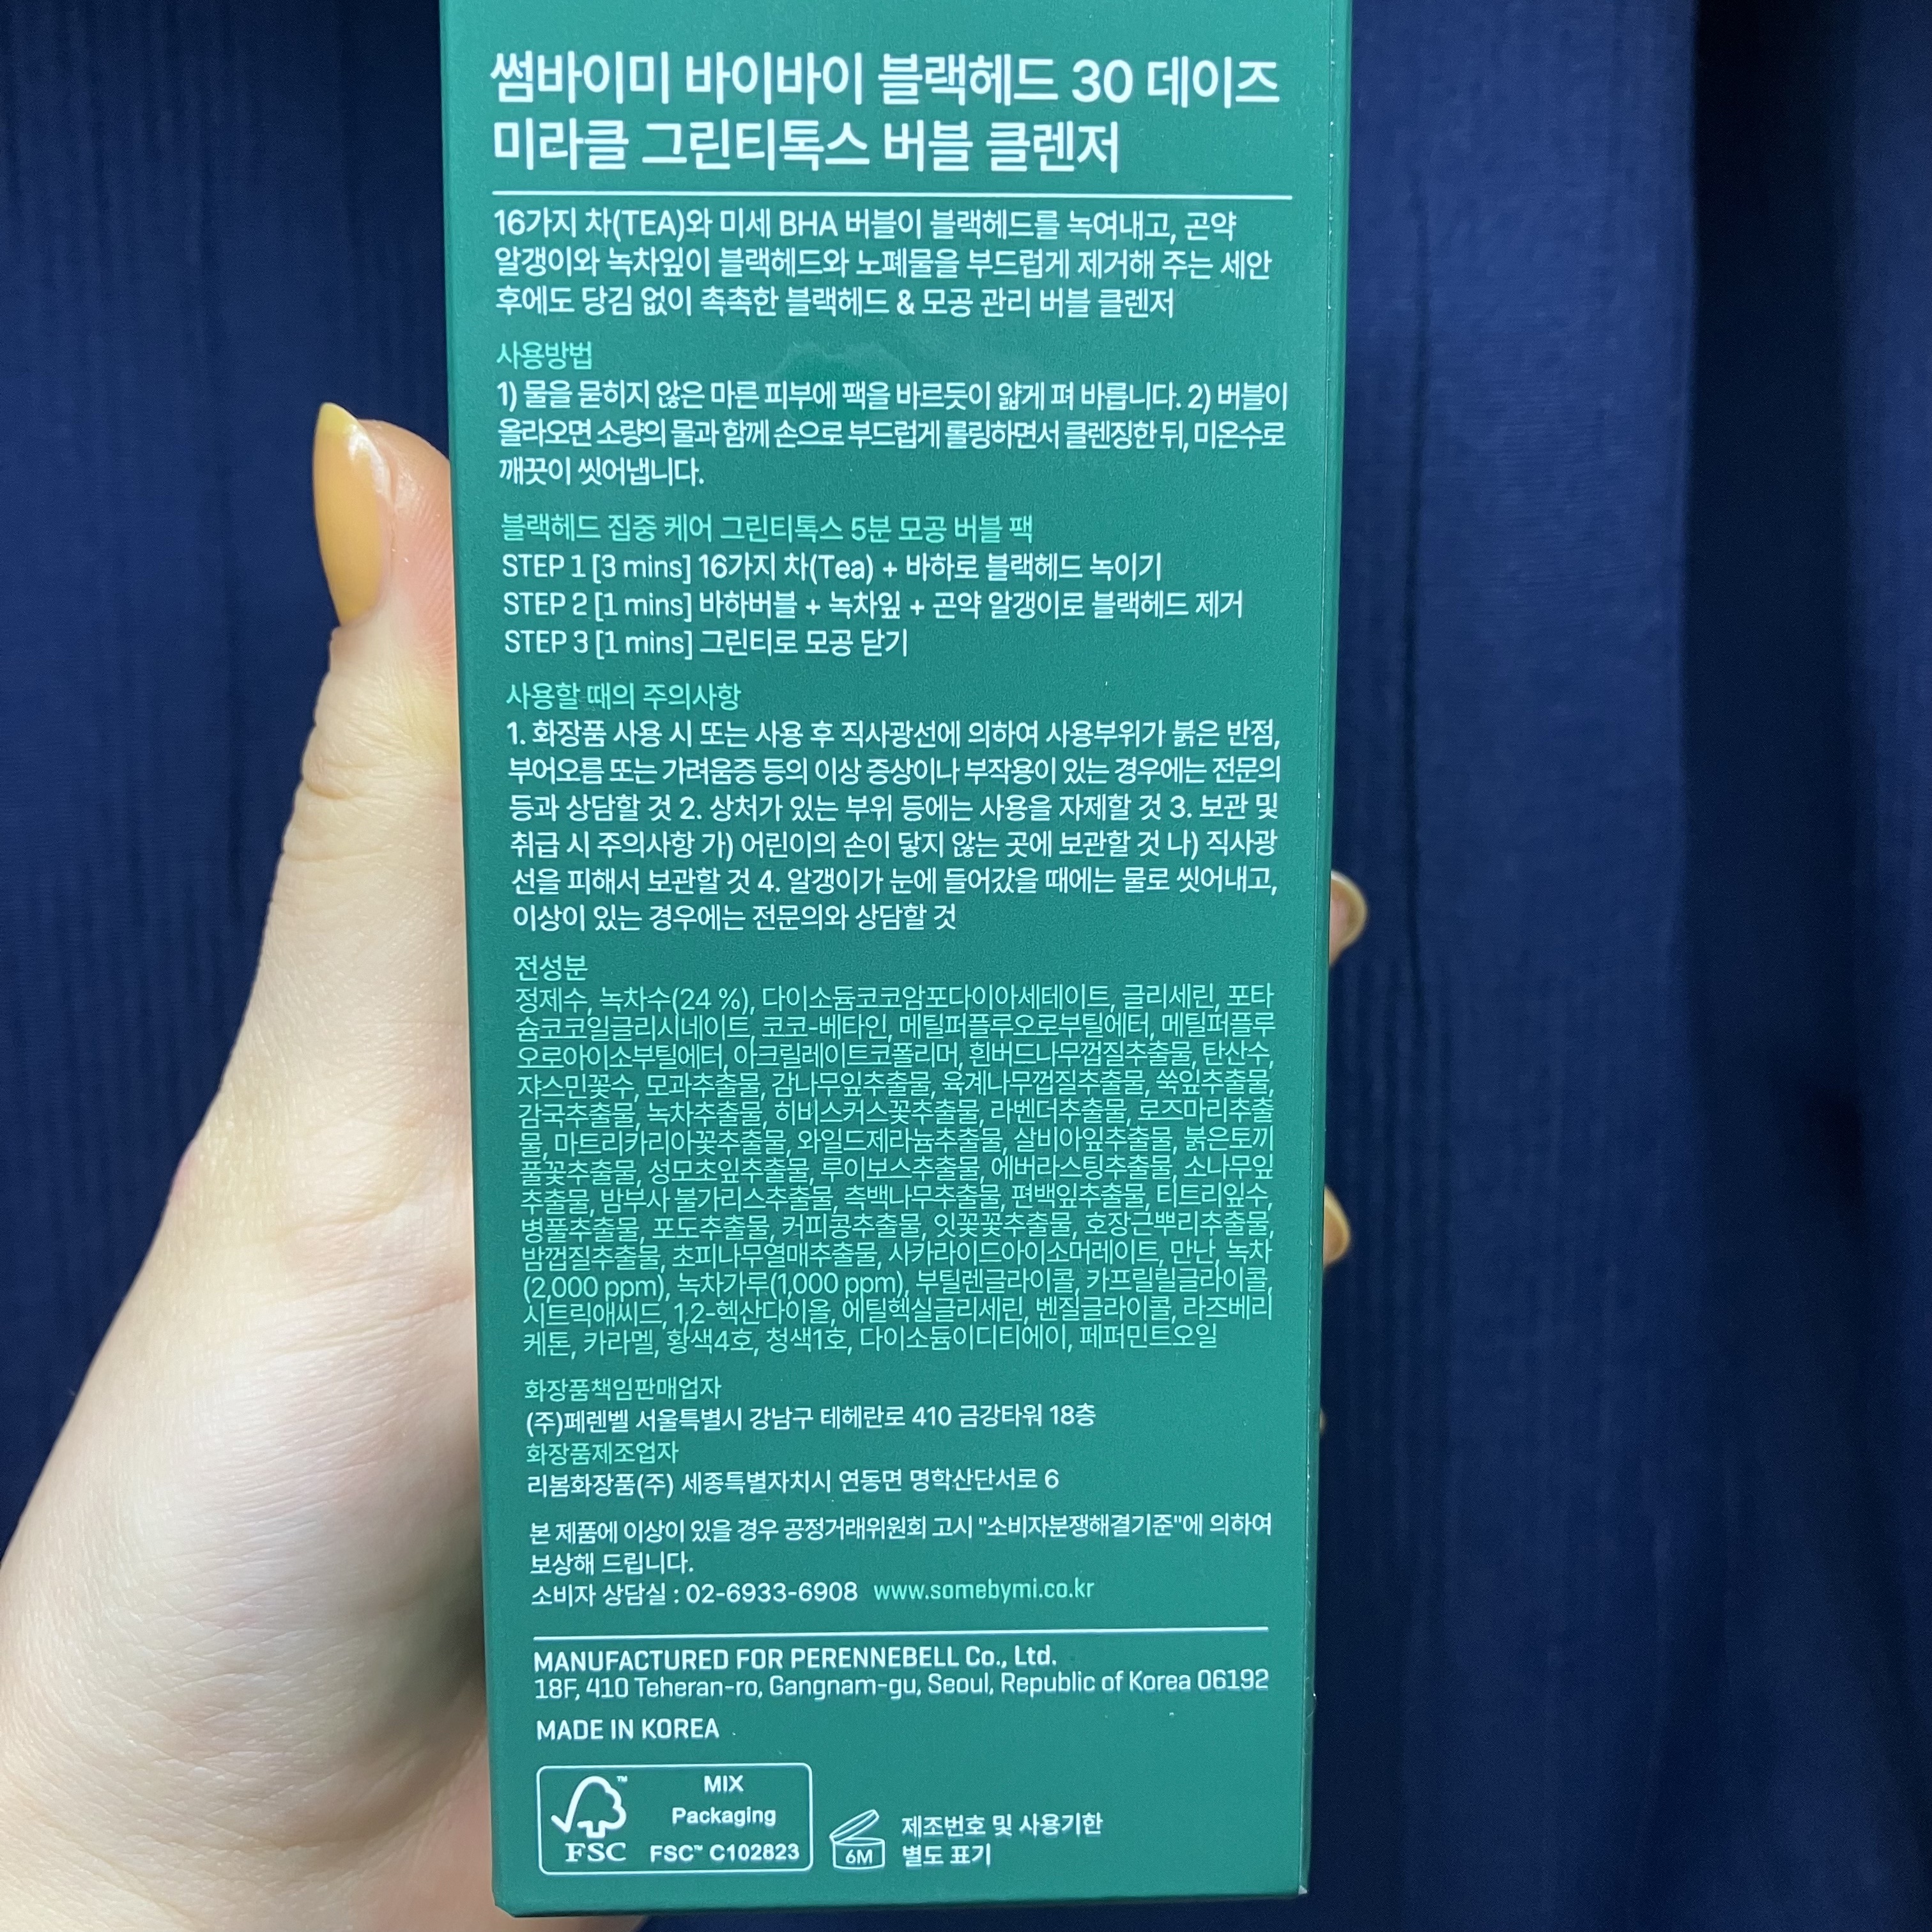 썸바이미 바이바이 블랙헤드 30 데이즈
미라클 그린티톡스 버블 클렌저
16가지 차(TEA)와 미세 BHA 버블이 블랙헤드를 녹여내고, 곤약
알갱이와 녹차잎이 블랙헤드와 노폐물을 부드럽게 제거해 주는 세안
후에도 당김 없이 촉촉한 블랙헤드 & 모공 관리 버블 클렌저
사용방법
1) 물을 묻히지 않은 마른 피부에 팩을 바르듯이 얇게 펴 바릅니다. 2) 버블이
올라오면 소량의 물과 함께 손으로 부드럽게 롤링하면서 클렌징한 뒤, 미온수로
깨끗이 씻어냅니다.
블랙헤드 집중 케어 그린티톡스 5분 모공 버블 팩
STEP 1 [3 mins] 16가지 차(Tea) + 바하로 블랙헤드 녹이기
STEP 2 [1 mins] 바하버블 + 녹차잎 + 곤약 알갱이로 블랙헤드 제거
STEP 3 [1 mins] 그린티로 모공 닫기
사용할 때의 주의사항
1. 화장품 사용 시 또는 사용 후 직사광선에 의하여 사용부위가 붉은 반점,
부어오름 또는 가려움증 등의 이상 증상이나 부작용이 있는 경우에는 전문의
등과 상담할 것 2. 상처가 있는 부위 등에는 사용을 자제할 것 3. 보관 및
취급 시 주의사항 가) 어린이의 손이 닿지 않는 곳에 보관할 것 나) 직사광
선을 피해서 보관할 것 4. 알갱이가 눈에 들어갔을 때에는 물로 씻어내고,
이상이 있는 경우에는 전문의와 상담할 것
전성분
정제수, 녹차수(24 %), 다이소듐코코암포다이아세테이트, 글리세린, 포타
슘코코일글리시네이트, 코코-베타인, 메틸퍼플루오로부틸에터, 메틸퍼플루
오로아이소부틸에터, 아크릴레이트코폴리머, 흰버드나무껍질추출물, 탄산수,
쟈스민꽃수, 모과추출물, 감나무잎추출물, 육계나무껍질추출물, 쑥잎추출물,
감국추출물, 녹차추출물, 히비스커스꽃추출물, 라벤더추출물, 로즈마리추출
물, 마트리카리아꽃추출물, 와일드제라늄추출물, 살비아잎추출물, 붉은토끼
풀꽃추출물, 성모초잎추출물, 루이보스추출물, 에버라스팅추출물, 소나무잎
추출물, 밤부사 불가리스추출물, 측백나무추출물, 편백잎추출물, 티트리잎수,
병풀추출물, 포도추출물, 커피콩추출물, 잇꽃꽃추출물, 호장근뿌리추출물,
밤껍질추출물, 초피나무열매추출물, 사카라이드아이소머레이트, 만난, 녹차
(2,000 ppm), 녹차가루(1,000 ppm), 부틸렌글라이콜, 카프릴릴글라이콜,
시트릭애씨드, 1,2-헥산다이올, 에틸헥실글리세린, 벤질글라이콜, 라즈베리
케톤, 카라멜, 황색4호, 청색1호, 다이소듐이디티에이, 페퍼민트오일
화장품책임판매업자
(주)페렌벨 서울특별시 강남구 테헤란로 410 금강타워 18층
화장품제조업자
리봄화장품(주) 세종특별자치시 연동면 명학산단서로 6
본 제품에 이상이 있을 경우 공정거래위원회 고시 "소비자분쟁해결기준"에 의하여
보상해 드립니다.
소비자 상담실 : 02-6933-6908 www.somebymi.co.kr
MANUFACTURED FOR PERENNEBELL Co., Ltd.
18F, 410 Teheran-ro, Gangnam-gu, Seoul, Republic of Korea 06192
MADE IN KOREA
™
FSC
MIX
Packaging
FSC™ C102823
6M
제조번호 및 사용기한
별도 표기